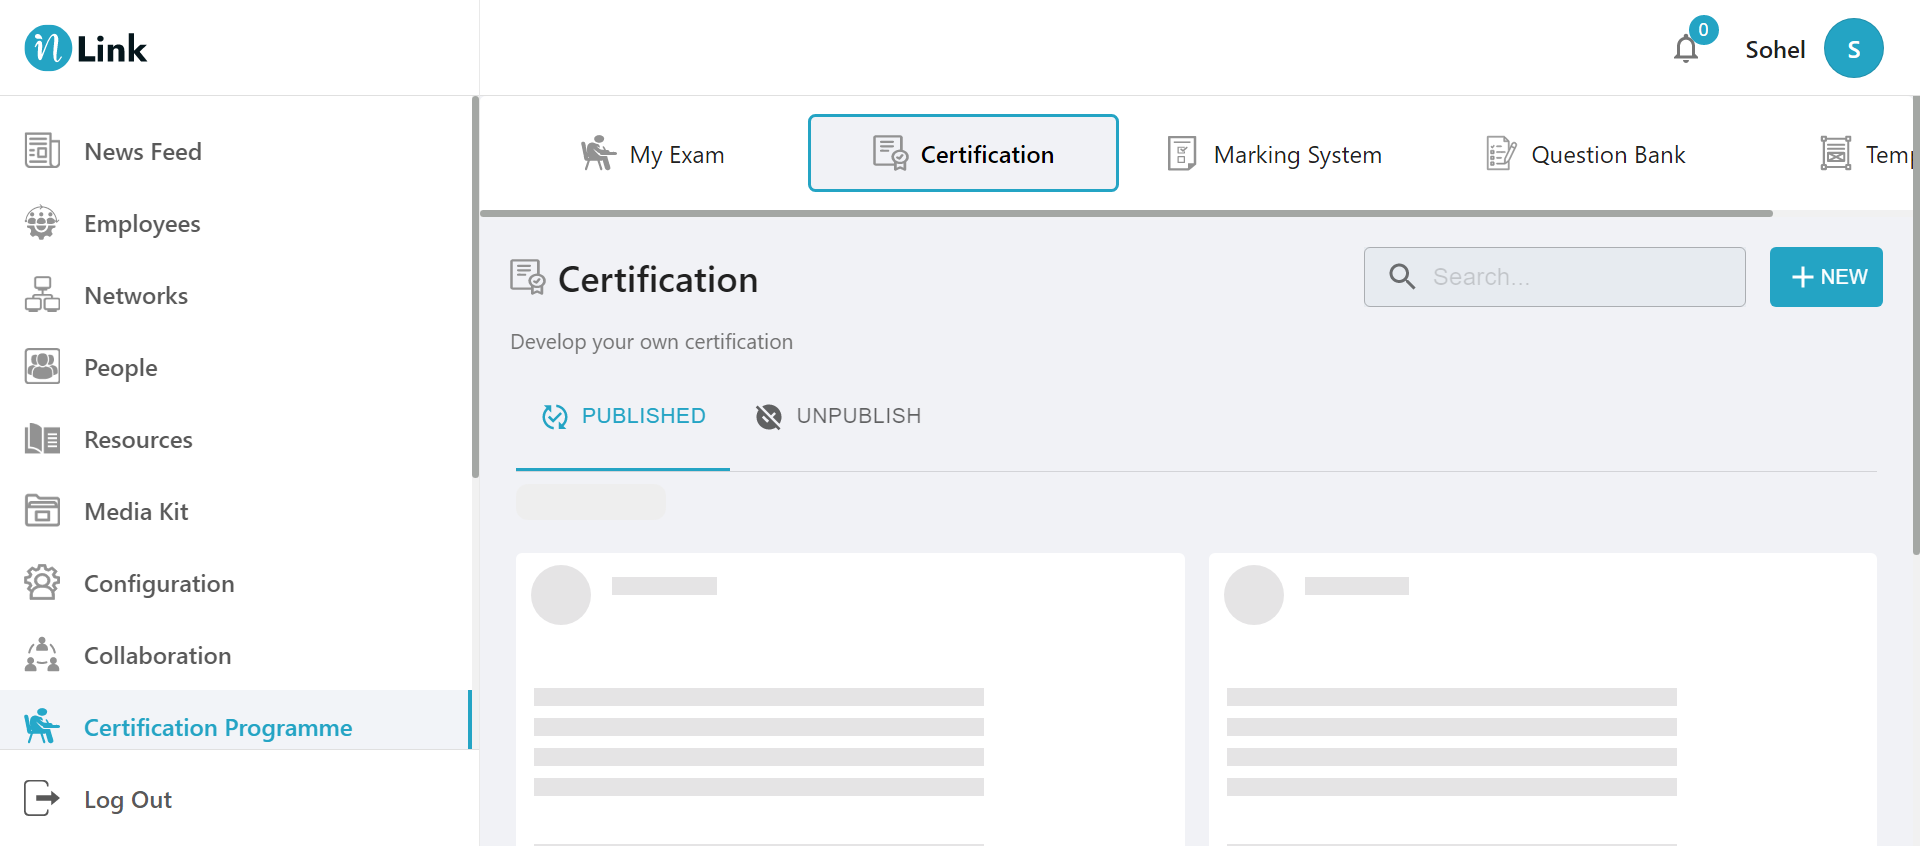 n Link
0
Sohel
S
News Feed
Employees
Networks
People
Resources
Media Kit
Configuration
Collaboration
Certification Programme
Log Out
My Exam
Certification
Marking System
Question Bank
Temp
Certification
Search...
NEW
Develop your own certification
PUBLISHED
UNPUBLISH